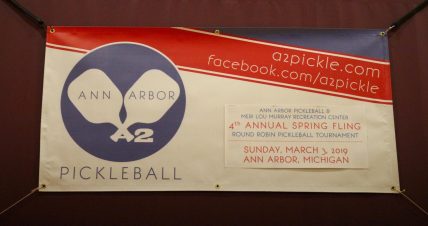 a2pickle.com
facebook.com/a2pickle
ANN ARBOR
A2
PICKLEBALL
ANN ARBOR PICKLEBALL &
MERI LOU MURRAY RECREATION CENTER
4th ANNUAL SPRING FLING
ROUND ROBIN PICKLEBALL TOURNAMENT
SUNDAY, MARCH 3, 2019
ANN ARBOR, MICHIGAN